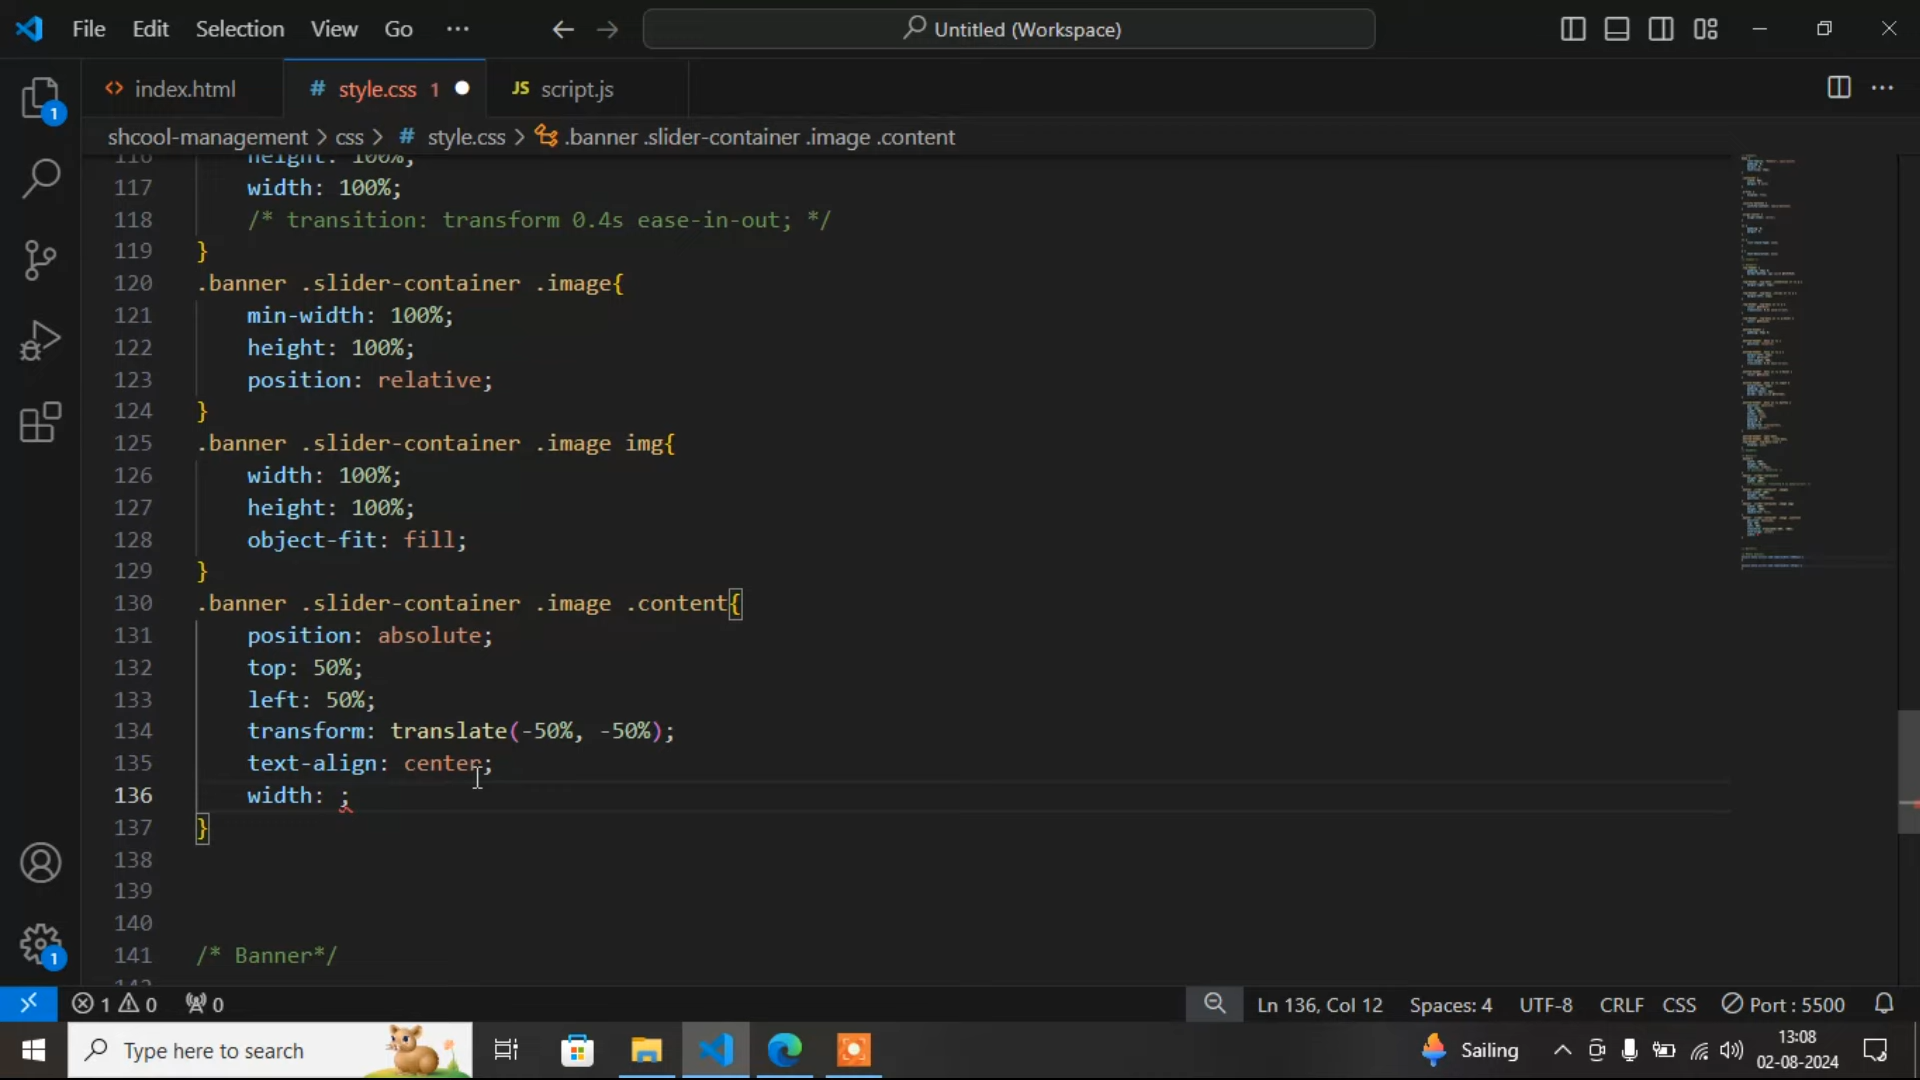 File Edit Selection View Go ··· Untitled (Workspace)
index.html # style.css 1 JS script.js
shcool-management > css > # style.css > .banner .slider-container .image .content
116 height: 100%;
117 width: 100%;
118 /* transition: transform 0.4s ease-in-out; */
119 }
120 .banner .slider-container .image{
121 min-width: 100%;
122 height: 100%;
123 position: relative;
124 }
125 .banner .slider-container .image img{
126 width: 100%;
127 height: 100%;
128 object-fit: fill;
129 }
130 .banner .slider-container .image .content{
131 position: absolute;
132 top: 50%;
133 left: 50%;
134 transform: translate(-50%, -50%);
135 text-align: center;
136 width: ;
137 }
138
139
140
141 /* Banner*/
1
1
1 0 0 Ln 136, Col 12 Spaces: 4 UTF-8 CRLF CSS Port : 5500
Type here to search Sailing 13:08
02-08-2024